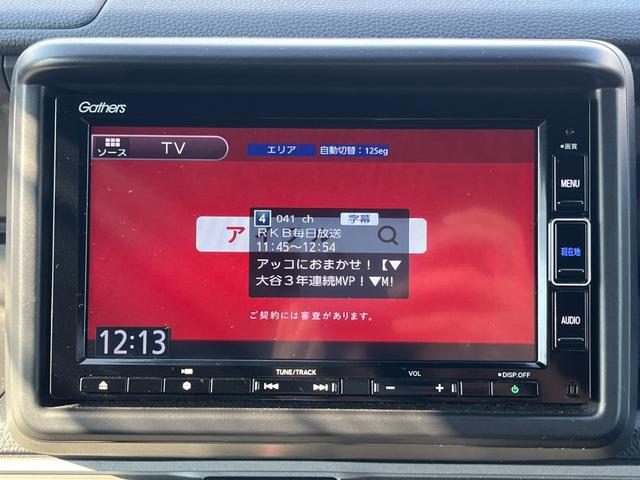 Gathers
ソース
TV
エリア
自動切替:12Seg
画質
MENU
4 041 ch 字幕
RKB毎日放送
11:45～12:54
アッコにおまかせ!【▼
大谷3年連続MVP!▼M!
ア
ご契約には審査があります。
現在地
AUDIO
12:13
TUNE/TRACK
VOL
DISP.OFF